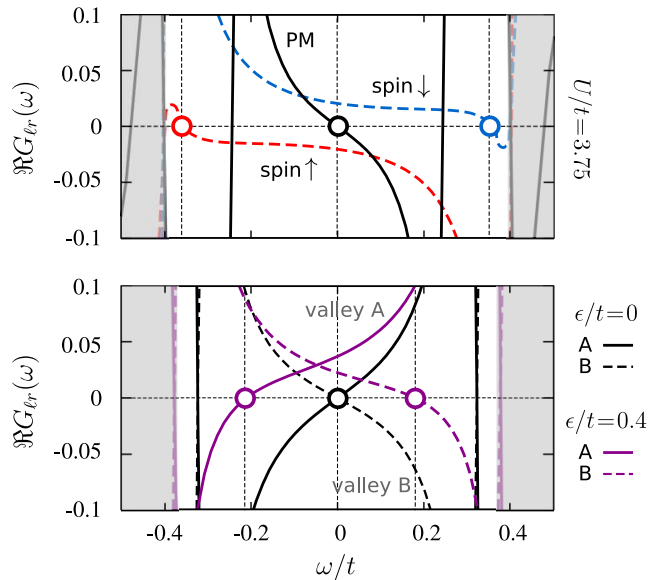 0.1
0.05
0
-0.05
-0.1
ℜG_{ℓr}(ω)
PM
spin↓
spin↑
U/t=3.75
0.1
0.05
0
-0.05
-0.1
ℜG_{ℓr}(ω)
valley A
valley B
ϵ/t=0
A
B
ϵ/t=0.4
A
B
-0.4 -0.2 0 0.2 0.4
ω/t